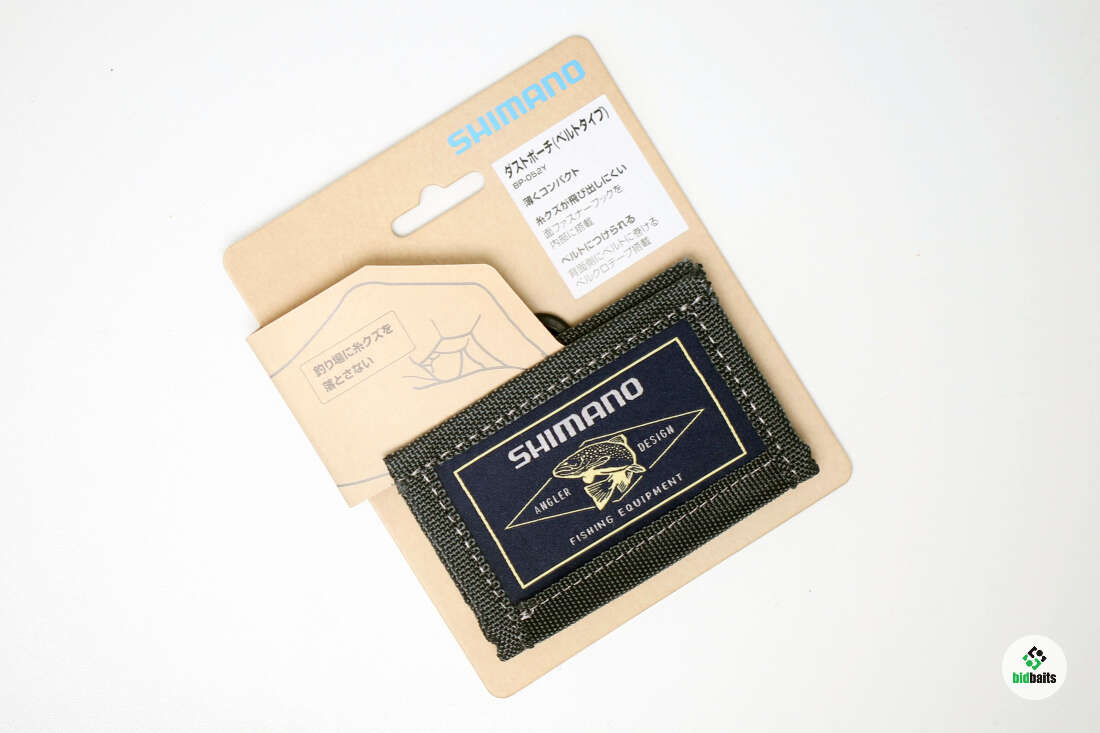 SHIMANO
ダストポーチ(ベルトタイプ)
BP-052Y
薄くコンパクト
糸クズが飛び出しにくい
面ファスナーフックを
内部に搭載
ベルトにつけられる
背面側にベルトに巻ける
ベルクロテープ搭載
釣り場に糸クズを
落とさない
SHIMANO
ANGLER DESIGN
FISHING EQUIPMENT
bidbaits